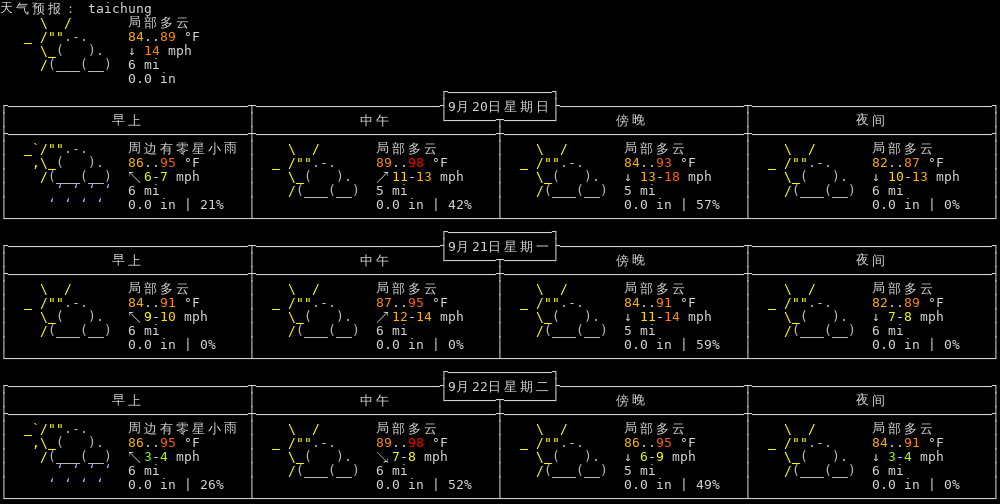 天气预报： taichung
局部多云
84..89 °F
↓ 14 mph
6 mi
0.0 in
9月20日星期日
早上 中午 傍晚 夜间
周边有零星小雨 局部多云 局部多云 局部多云
86..95 °F 89..98 °F 84..93 °F 82..87 °F
↖ 6-7 mph ↗ 11-13 mph ↓ 13-18 mph ↓ 10-13 mph
6 mi 5 mi 5 mi 6 mi
0.0 in | 21% 0.0 in | 42% 0.0 in | 57% 0.0 in | 0%
9月21日星期一
早上 中午 傍晚 夜间
局部多云 局部多云 局部多云 局部多云
84..91 °F 87..95 °F 84..91 °F 82..89 °F
↖ 9-10 mph ↗ 12-14 mph ↓ 11-14 mph ↓ 7-8 mph
6 mi 6 mi 5 mi 6 mi
0.0 in | 0% 0.0 in | 0% 0.0 in | 59% 0.0 in | 0%
9月22日星期二
早上 中午 傍晚 夜间
周边有零星小雨 局部多云 局部多云 局部多云
86..95 °F 89..98 °F 86..95 °F 84..91 °F
↖ 3-4 mph ↘ 7-8 mph ↓ 6-9 mph ↓ 3-4 mph
6 mi 6 mi 5 mi 6 mi
0.0 in | 26% 0.0 in | 52% 0.0 in | 49% 0.0 in | 0%